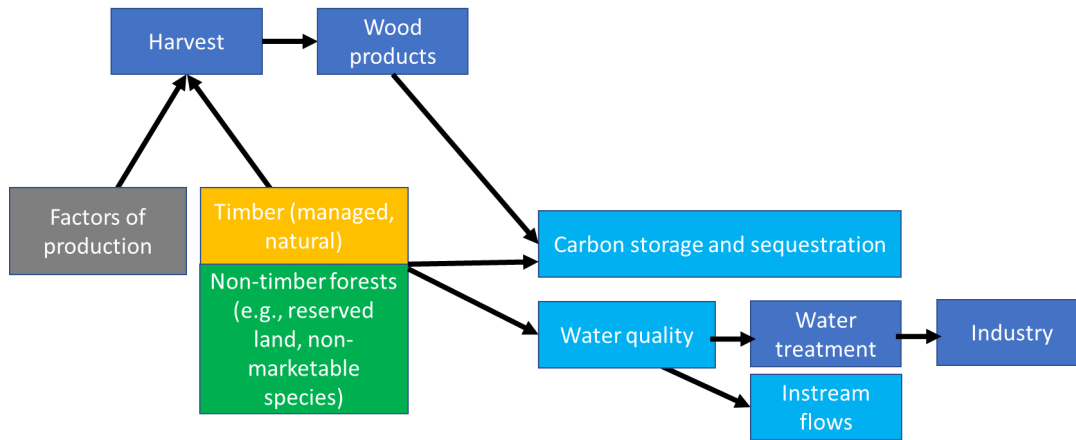 Harvest
Wood
products
Factors of
production
Timber (managed,
natural)
Non-timber forests
(e.g., reserved
land, non-
marketable
species)
Carbon storage and sequestration
Water quality
Water
treatment
Industry
Instream
flows